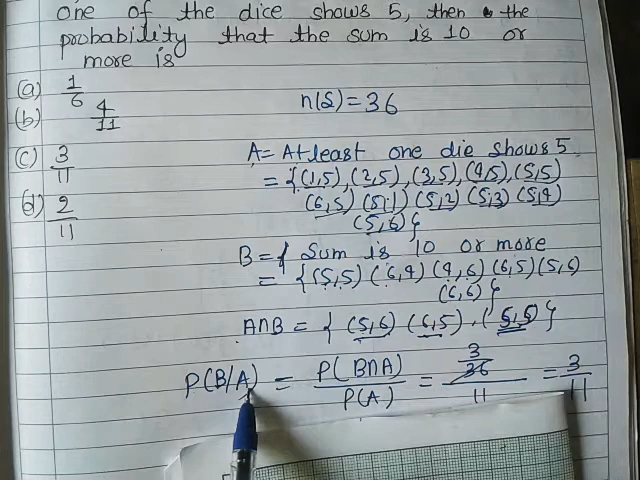 one of the dice shows 5, then the
probability that the sum is 10 or
more is
(a) 1/6
n(S)=36
(b) 4/11
(c) 3/11
A = At least one die shows 5
= {(1,5), (2,5), (3,5), (4,5), (5,5)
(6,5) (5,1) (5,2) (5,3) (5,4)
(5,6)}
(d) 2/11
B = { Sum is 10 or more
= { (5,5) (6,4) (4,6) (6,5) (5,6)
(6,6) }
A∩B = { (5,6) (6,5), (5,5) }
P(B/A) = P(B∩A)/P(A) = 3/36/11 = 3/11